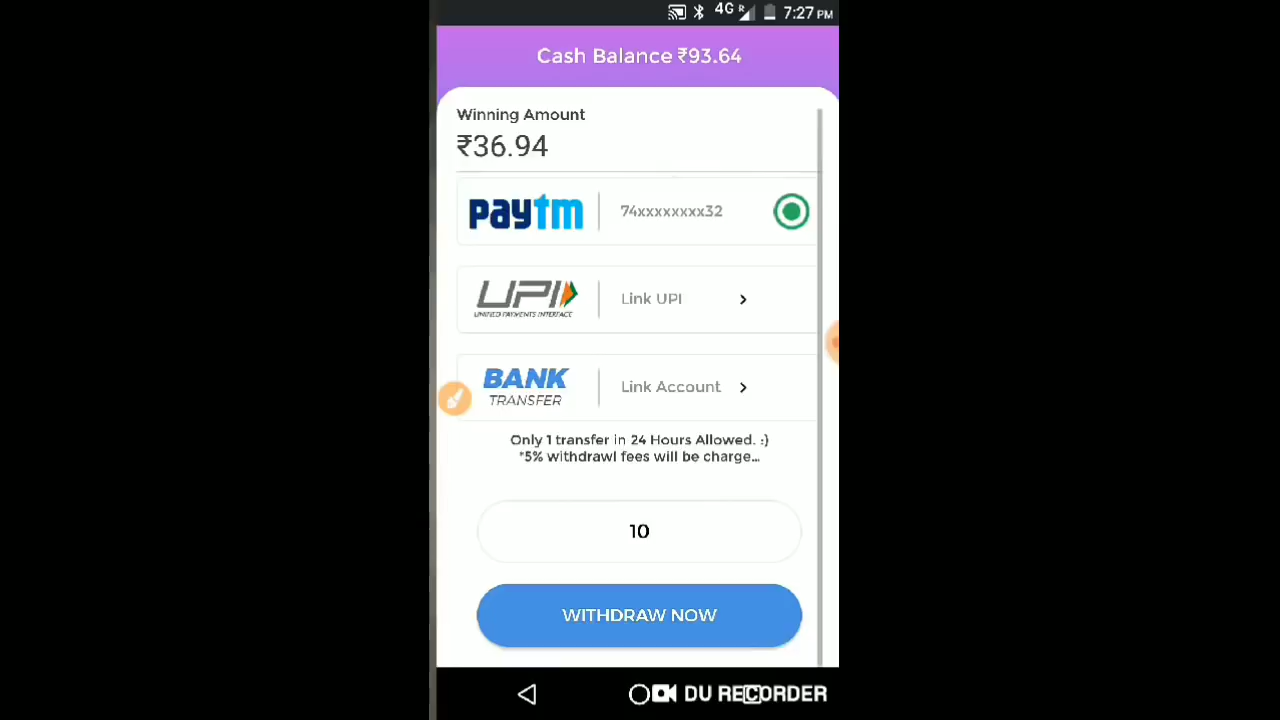 4G R 7:27 PM
Cash Balance ₹93.64
Winning Amount
₹36.94
paytm 74xxxxxxxx32
UPI Link UPI
UNIFIED PAYMENTS INTERFACE
BANK Link Account
TRANSFER
Only 1 transfer in 24 Hours Allowed. :)
*5% withdrawl fees will be charge...
10
WITHDRAW NOW
DU RECORDER